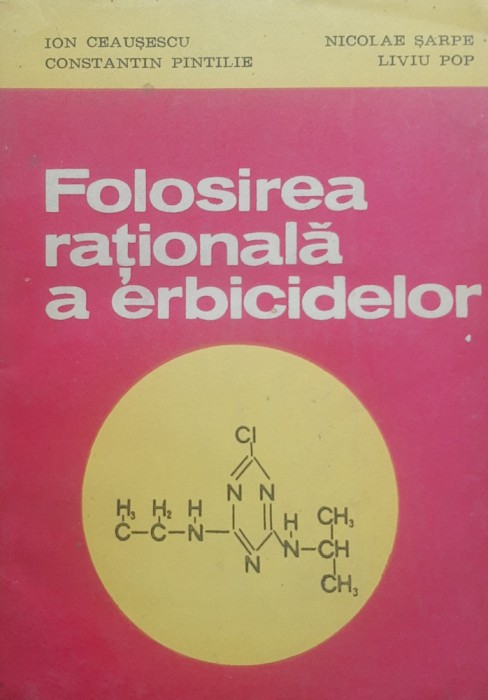 ION CEAUȘESCU
CONSTANTIN PINTILIE
NICOLAE ȘARPE
LIVIU POP
Folosirea
rațională
a erbicidelor
Cl
N N
H₃ H₂ H
C-C-N
N
H
N-CH
CH₃
CH₃